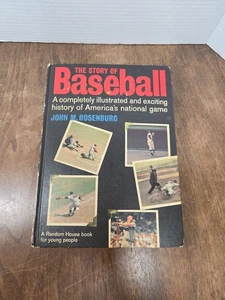 THE STORY OF
Baseball
A completely illustrated and exciting
history of America's national game
JOHN M. ROSENBURG
A Random House book
for young people